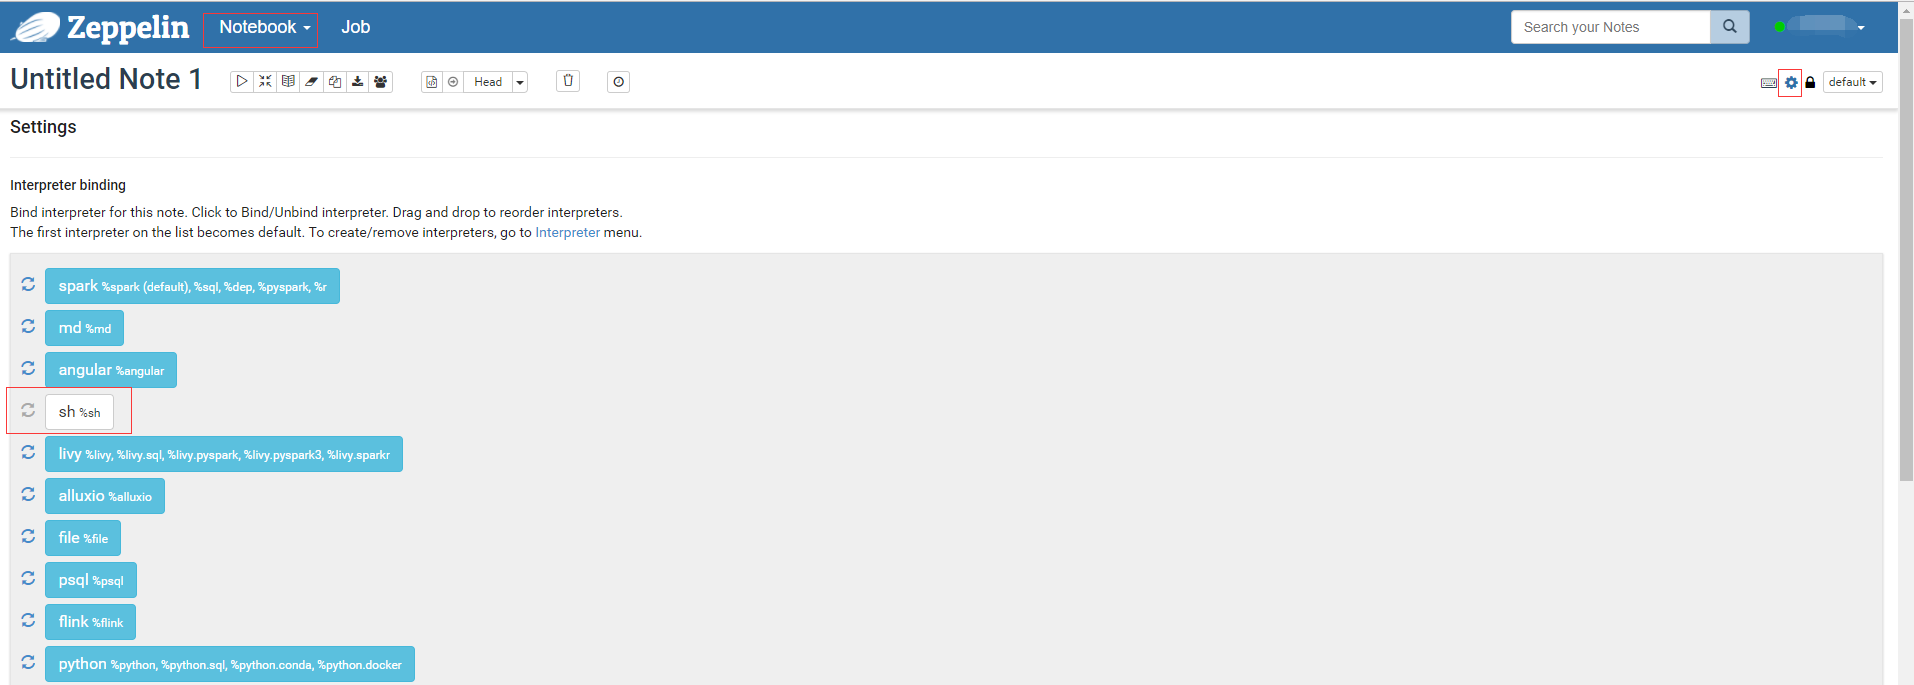 Zeppelin Notebook Job Search your Notes
Untitled Note 1 Head default
Settings
Interpreter binding
Bind interpreter for this note. Click to Bind/Unbind interpreter. Drag and drop to reorder interpreters.
The first interpreter on the list becomes default. To create/remove interpreters, go to Interpreter menu.
spark %spark (default), %sql, %dep, %pyspark, %r
md %md
angular %angular
sh %sh
livy %livy, %livy.sql, %livy.pyspark, %livy.pyspark3, %livy.sparkr
alluxio %alluxio
file %file
psql %psql
flink %flink
python %python, %python.sql, %python.conda, %python.docker